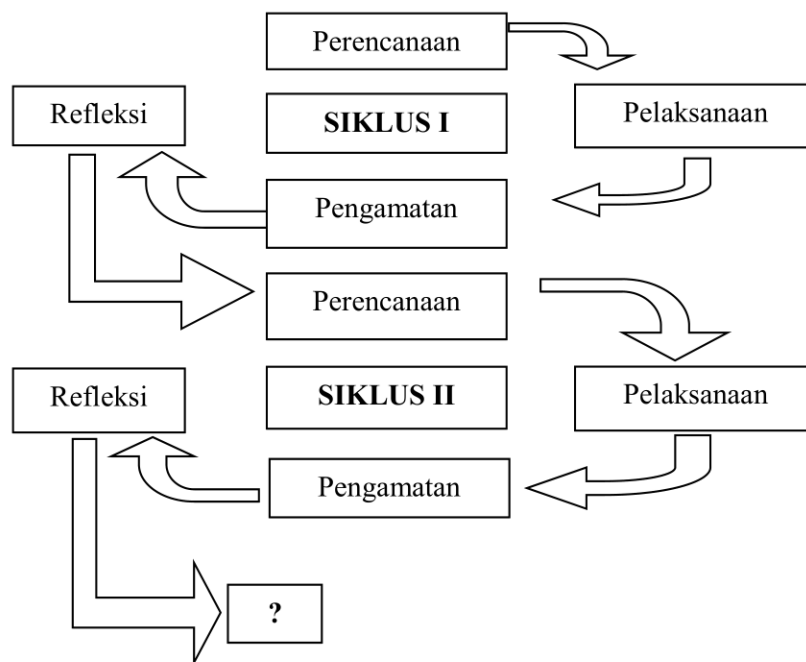 Perencanaan
Refleksi
SIKLUS I
Pelaksanaan
Pengamatan
Perencanaan
Refleksi
SIKLUS II
Pelaksanaan
Pengamatan
?